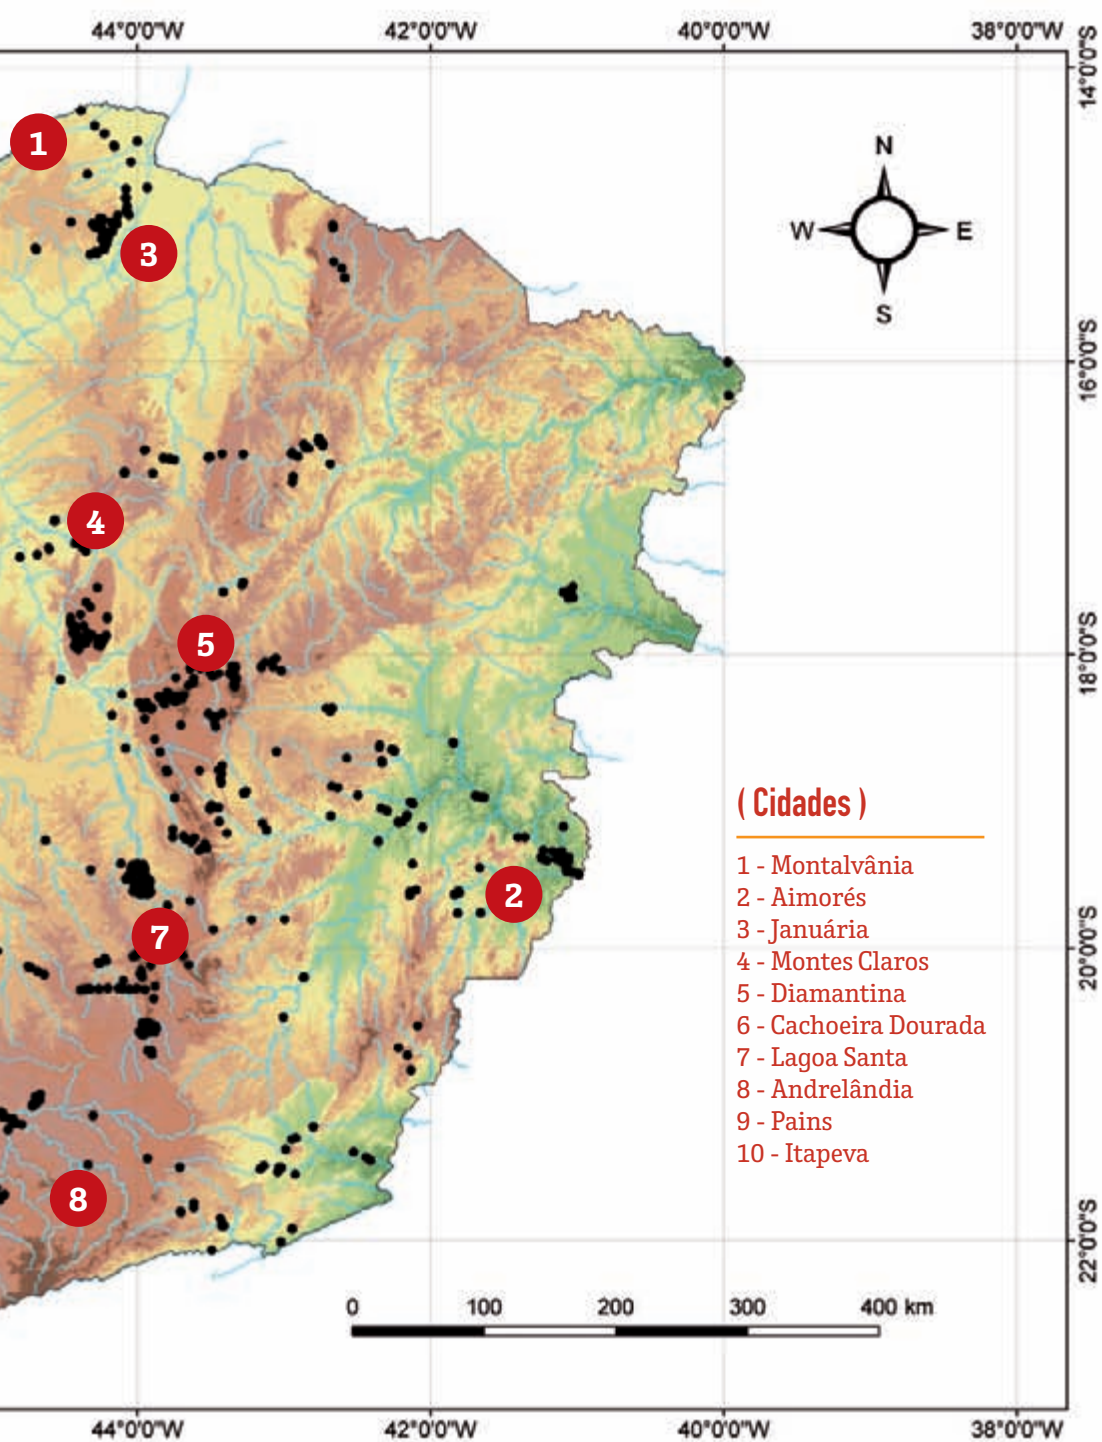 44°0'0"W 42°0'0"W 40°0'0"W 38°0'0"W
14°0'0"S
1
N
W E
3
S
16°0'0"S
4
5
18°0'0"S
( Cidades )
1 - Montalvânia
2 - Aimorés
3 - Januária
4 - Montes Claros
5 - Diamantina
6 - Cachoeira Dourada
7 - Lagoa Santa
8 - Andrelândia
9 - Pains
10 - Itapeva
2
7
20°0'0"S
8
22°0'0"S
0 100 200 300 400 km
44°0'0"W 42°0'0"W 40°0'0"W 38°0'0"W